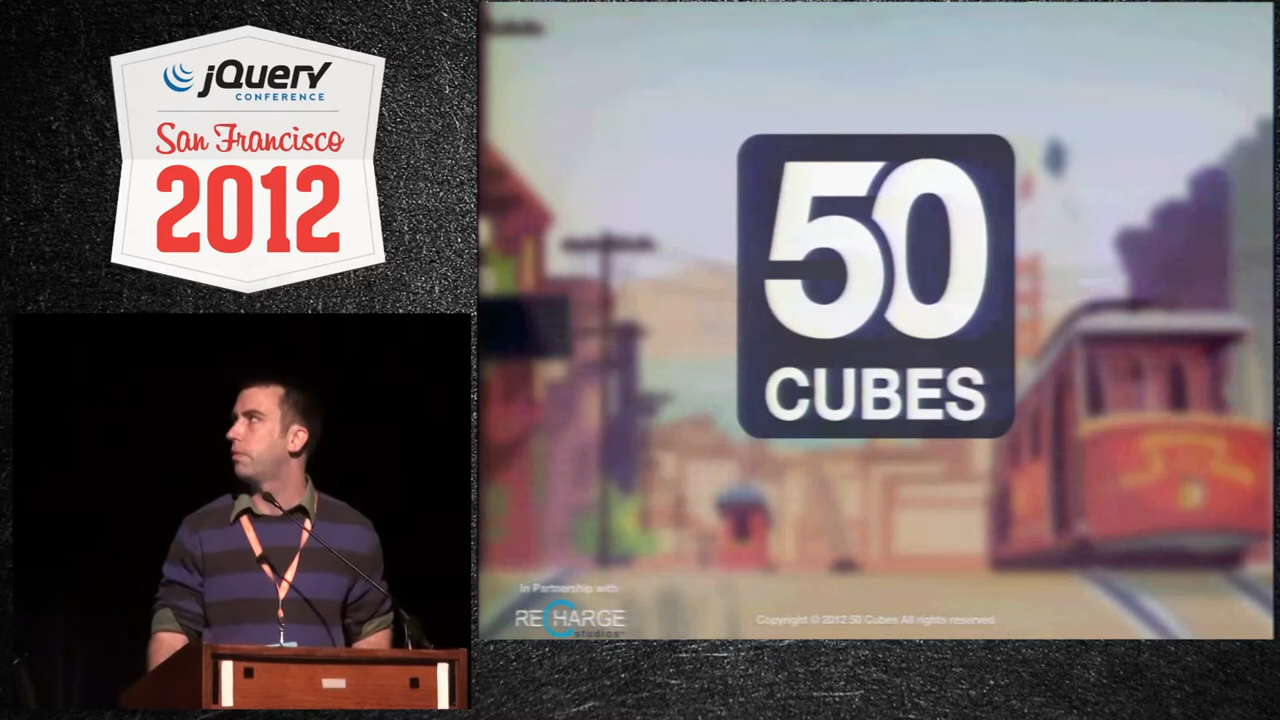 jQuery
CONFERENCE
San Francisco
2012
50
CUBES
In Partnership with
RECHARGE
studios
Copyright © 2012 50 Cubes All rights reserved